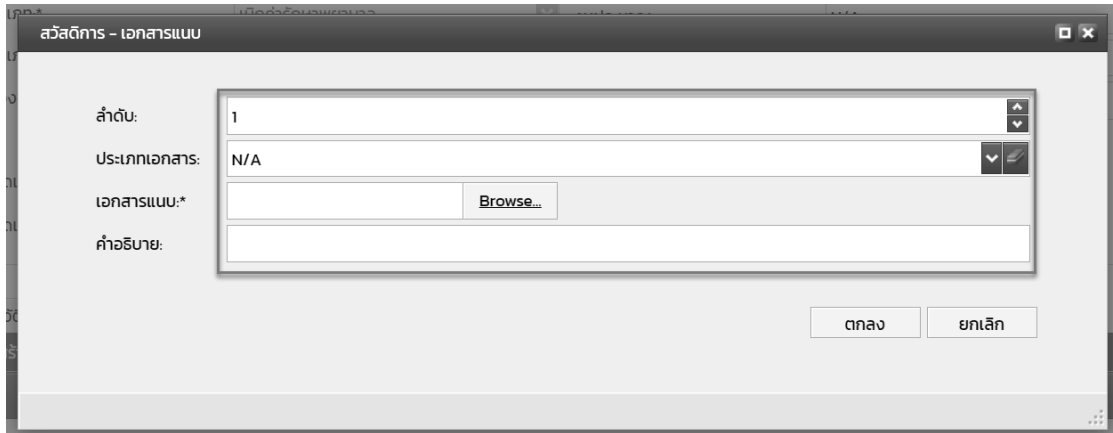 สวัสดิการ - เอกสารแนบ
ลำดับ:
1
ประเภทเอกสาร:
N/A
เอกสารแนบ:*
Browse...
คำอธิบาย:
ตกลง
ยกเลิก